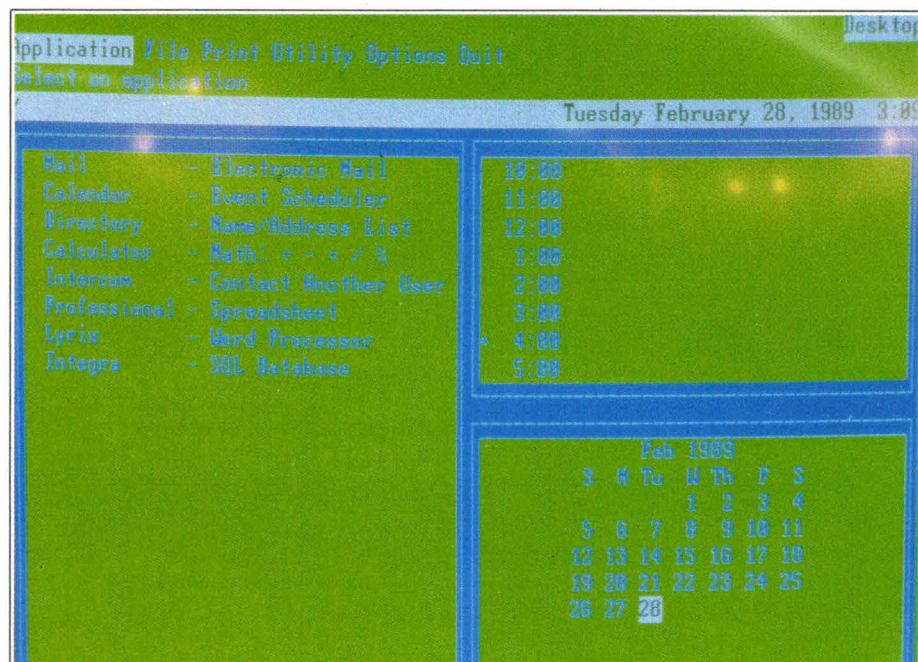 Desktop
Application File Print Utility Options Quit
Select an application
/ Tuesday February 28, 1989 3:09
Mail - Electronic Mail
Calendar - Event Scheduler
Directory - Name/Address List
Calculator - Math: + - * / %
Intercom - Contact Another User
Professional - Spreadsheet
Lyrix - Word Processor
Integra - SQL Database
10:00
11:00
12:00
1:00
2:00
3:00
* 4:00
5:00
Feb 1989
S M Tu W Th F S
1 2 3 4
5 6 7 8 9 10 11
12 13 14 15 16 17 18
19 20 21 22 23 24 25
26 27 28